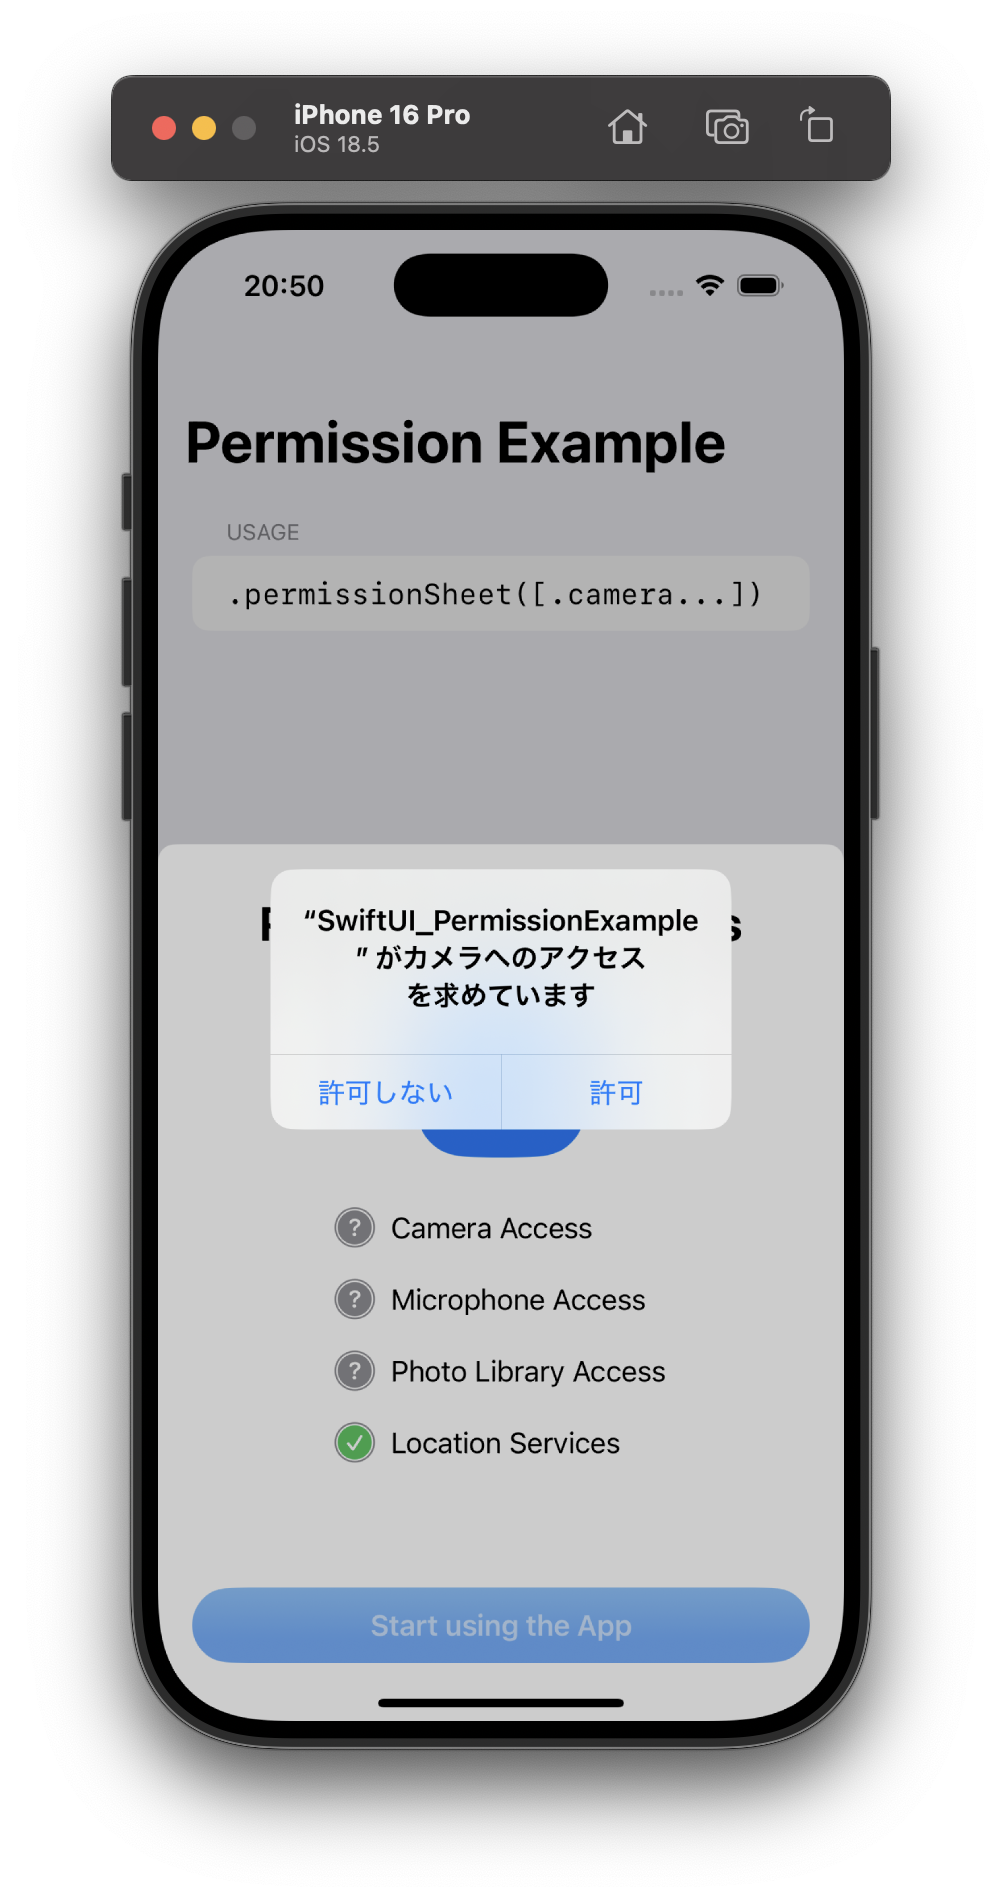 iPhone 16 Pro
iOS 18.5
20:50
Permission Example
USAGE
.permissionSheet([.camera...])
“SwiftUI_PermissionExample
” がカメラへのアクセス
を求めています
許可しない
許可
Camera Access
Microphone Access
Photo Library Access
Location Services
Start using the App